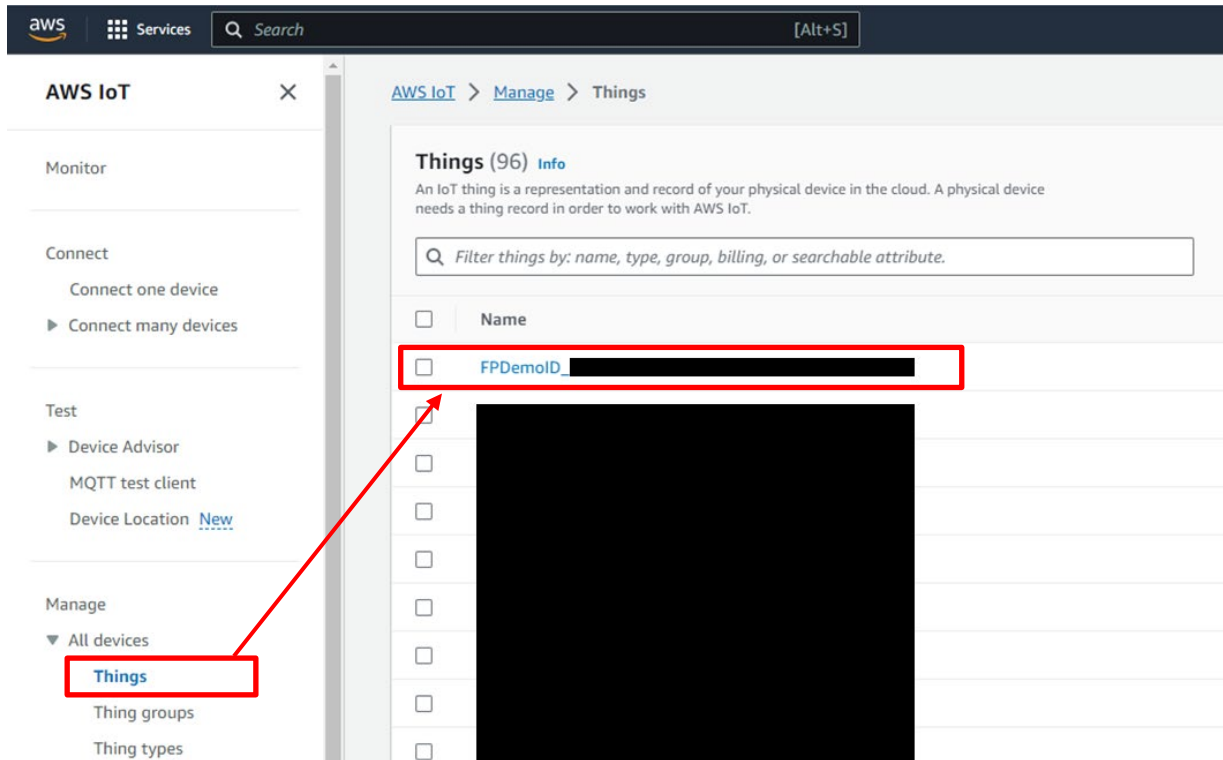 aws
Services
Search
[Alt+S]
AWS IoT
Monitor
Connect
Connect one device
Connect many devices
Test
Device Advisor
MQTT test client
Device Location New
Manage
All devices
Things
Thing groups
Thing types
AWS IoT > Manage > Things
Things (96) Info
An IoT thing is a representation and record of your physical device in the cloud. A physical device
needs a thing record in order to work with AWS IoT.
Filter things by: name, type, group, billing, or searchable attribute.
Name
FPDemoID_